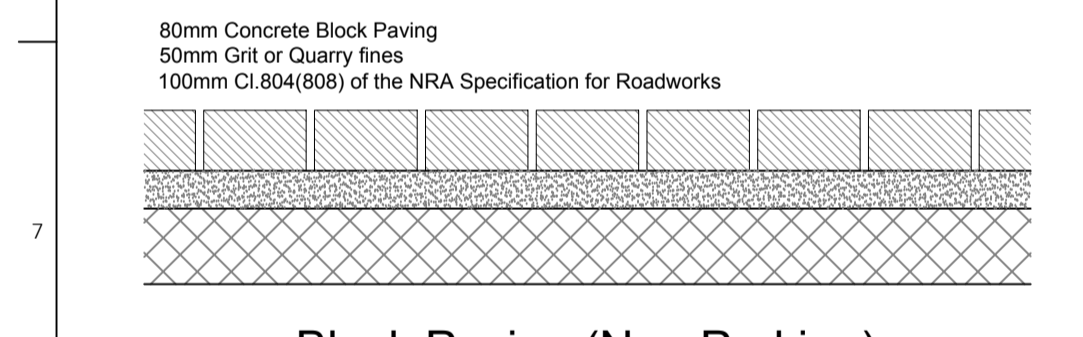 80mm Concrete Block Paving
50mm Grit or Quarry fines
100mm Cl.804(808) of the NRA Specification for Roadworks
7